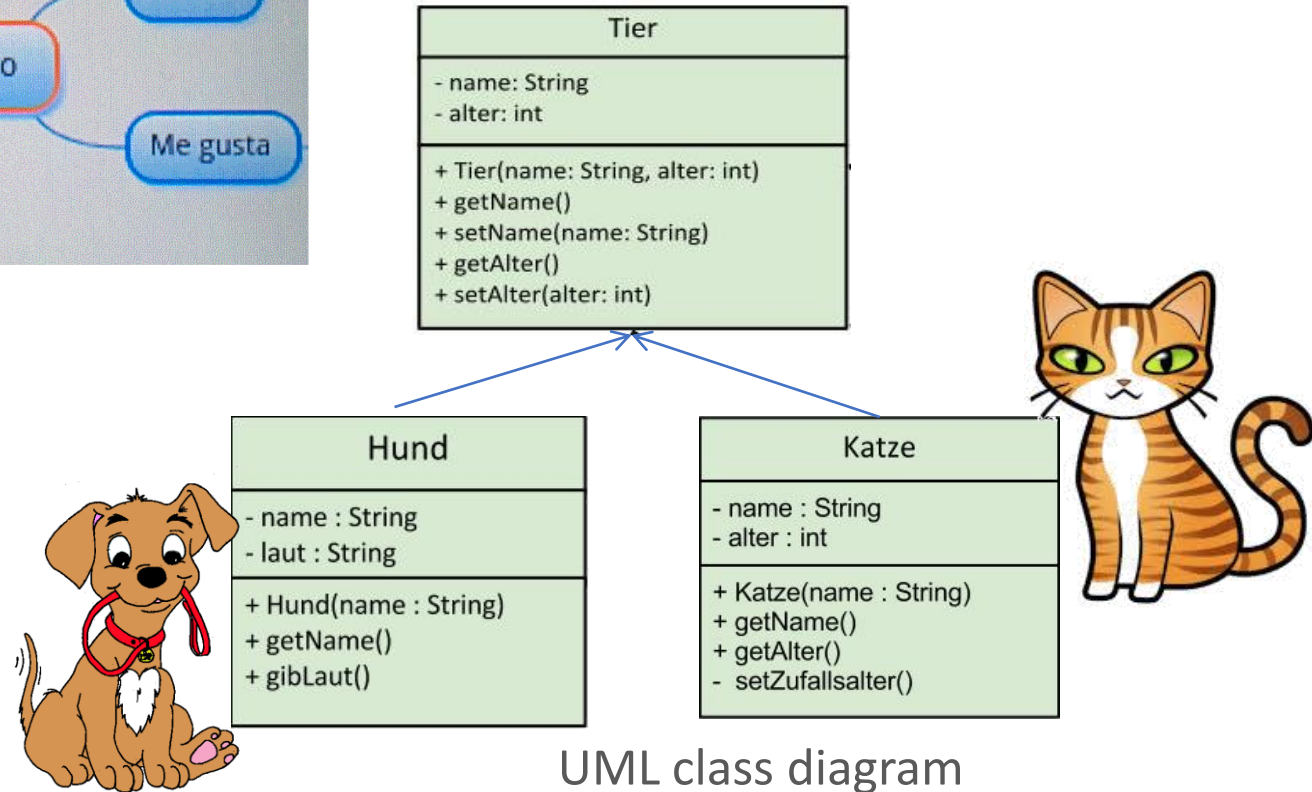 o
Me gusta
Tier
- name: String
- alter: int
+ Tier(name: String, alter: int)
+ getName()
+ setName(name: String)
+ getAlter()
+ setAlter(alter: int)
Hund
- name : String
- laut : String
+ Hund(name : String)
+ getName()
+ gibLaut()
Katze
- name : String
- alter : int
+ Katze(name : String)
+ getName()
+ getAlter()
- setZufallsalter()
UML class diagram